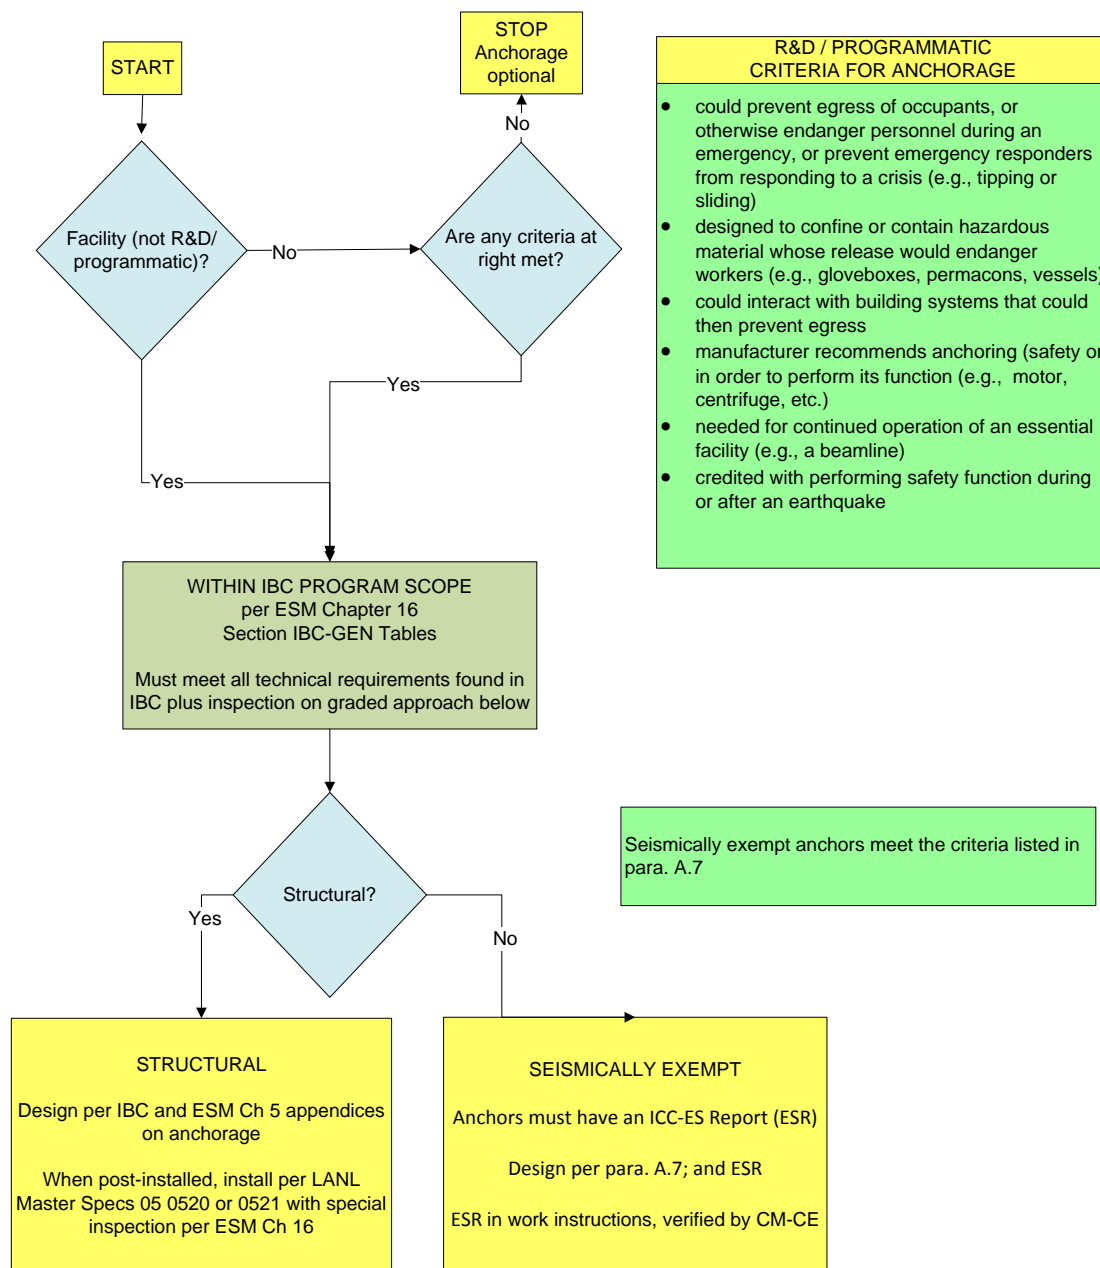 START
STOP
Anchorage
optional
No
Facility (not R&D/
programmatic)?
No
Are any criteria at
right met?
Yes
Yes
R&D / PROGRAMMATIC
CRITERIA FOR ANCHORAGE
• could prevent egress of occupants, or
otherwise endanger personnel during an
emergency, or prevent emergency responders
from responding to a crisis (e.g., tipping or
sliding)
• designed to confine or contain hazardous
material whose release would endanger
workers (e.g., gloveboxes, permacons, vessels)
• could interact with building systems that could
then prevent egress
• manufacturer recommends anchoring (safety or
in order to perform its function (e.g., motor,
centrifuge, etc.)
• needed for continued operation of an essential
facility (e.g., a beamline)
• credited with performing safety function during
or after an earthquake
WITHIN IBC PROGRAM SCOPE
per ESM Chapter 16
Section IBC-GEN Tables
Must meet all technical requirements found in
IBC plus inspection on graded approach below
Structural?
Yes
No
Seismically exempt anchors meet the criteria listed in
para. A.7
STRUCTURAL
Design per IBC and ESM Ch 5 appendices
on anchorage
When post-installed, install per LANL
Master Specs 05 0520 or 0521 with special
inspection per ESM Ch 16
SEISMICALLY EXEMPT
Anchors must have an ICC-ES Report (ESR)
Design per para. A.7; and ESR
ESR in work instructions, verified by CM-CE